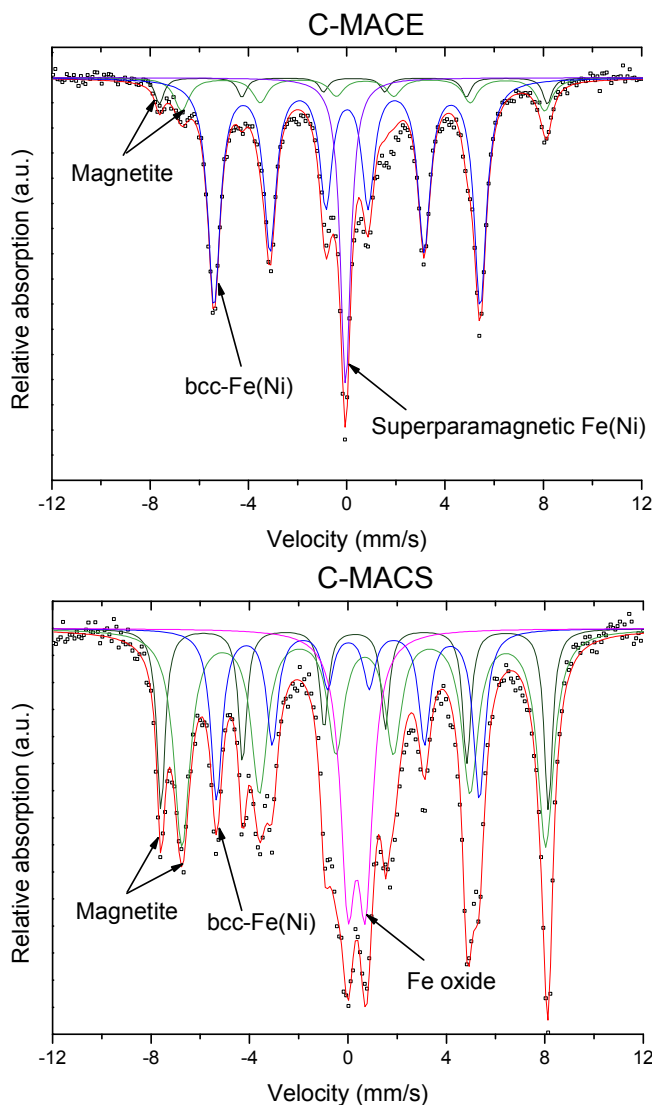 C-MACE
Relative absorption (a.u.)
Magnetite
bcc-Fe(Ni)
Superparamagnetic Fe(Ni)
-12 -8 -4 0 4 8 12
Velocity (mm/s)
C-MACS
Relative absorption (a.u.)
Magnetite
bcc-Fe(Ni)
Fe oxide
-12 -8 -4 0 4 8 12
Velocity (mm/s)